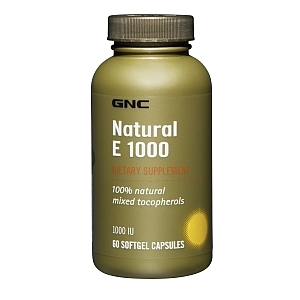 GNC
Natural
E 1000
DIETARY SUPPLEMENT
100% natural
mixed tocopherols
1000 IU
60 SOFTGEL CAPSULES